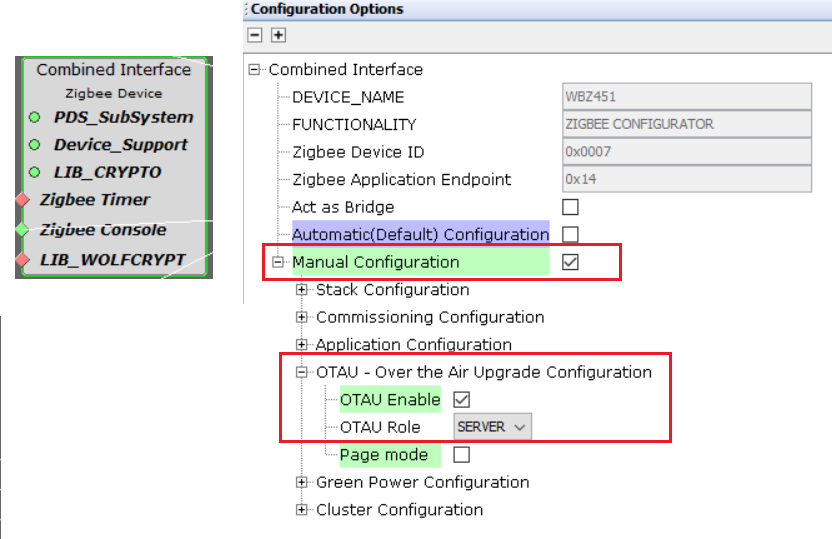 Combined Interface
Zigbee Device
PDS_SubSystem
Device_Support
LIB_CRYPTO
Zigbee Timer
Zigbee Console
LIB_WOLFCRYPT
Configuration Options
Combined Interface
DEVICE_NAME WBZ451
FUNCTIONALITY ZIGBEE CONFIGURATOR
Zigbee Device ID 0x0007
Zigbee Application Endpoint 0x14
Act as Bridge
Automatic(Default) Configuration
Manual Configuration
Stack Configuration
Commissioning Configuration
Application Configuration
OTAU - Over the Air Upgrade Configuration
OTAU Enable
OTAU Role SERVER
Page mode
Green Power Configuration
Cluster Configuration